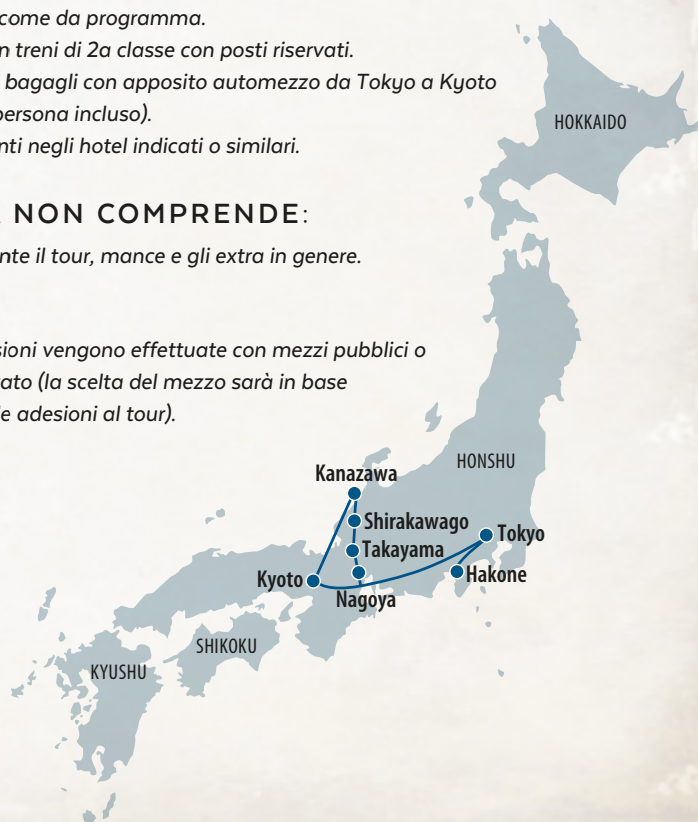 come da programma.
n treni di 2a classe con posti riservati.
bagagli con apposito automezzo da Tokyo a Kyoto
persona incluso).
nti negli hotel indicati o similari.
NON COMPRENDE:
nte il tour, mance e gli extra in genere.
sioni vengono effettuate con mezzi pubblici o
ato (la scelta del mezzo sarà in base
e adesioni al tour).
HOKKAIDO
HONSHU
Kanazawa
Shirakawago
Tokyo
Takayama
Hakone
Kyoto
Nagoya
SHIKOKU
KYUSHU